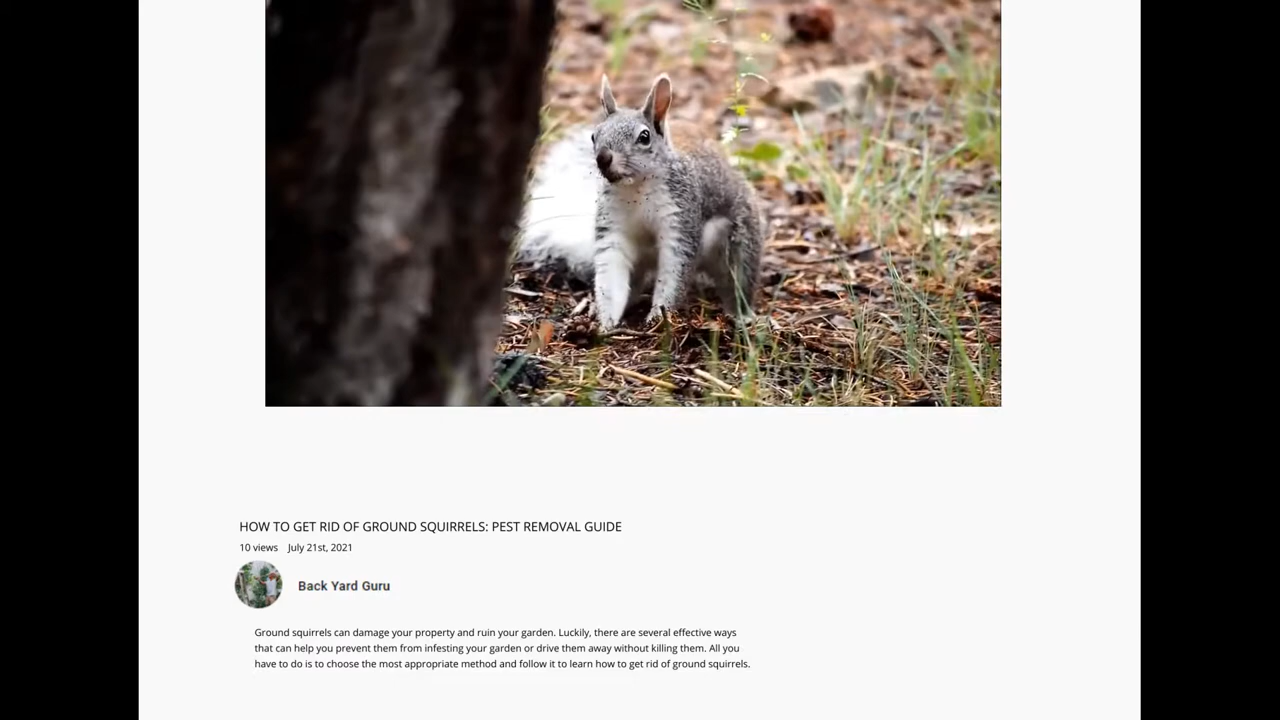 HOW TO GET RID OF GROUND SQUIRRELS: PEST REMOVAL GUIDE
10 views July 21st, 2021
Back Yard Guru
Ground squirrels can damage your property and ruin your garden. Luckily, there are several effective ways
that can help you prevent them from infesting your garden or drive them away without killing them. All you
have to do is to choose the most appropriate method and follow it to learn how to get rid of ground squirrels.